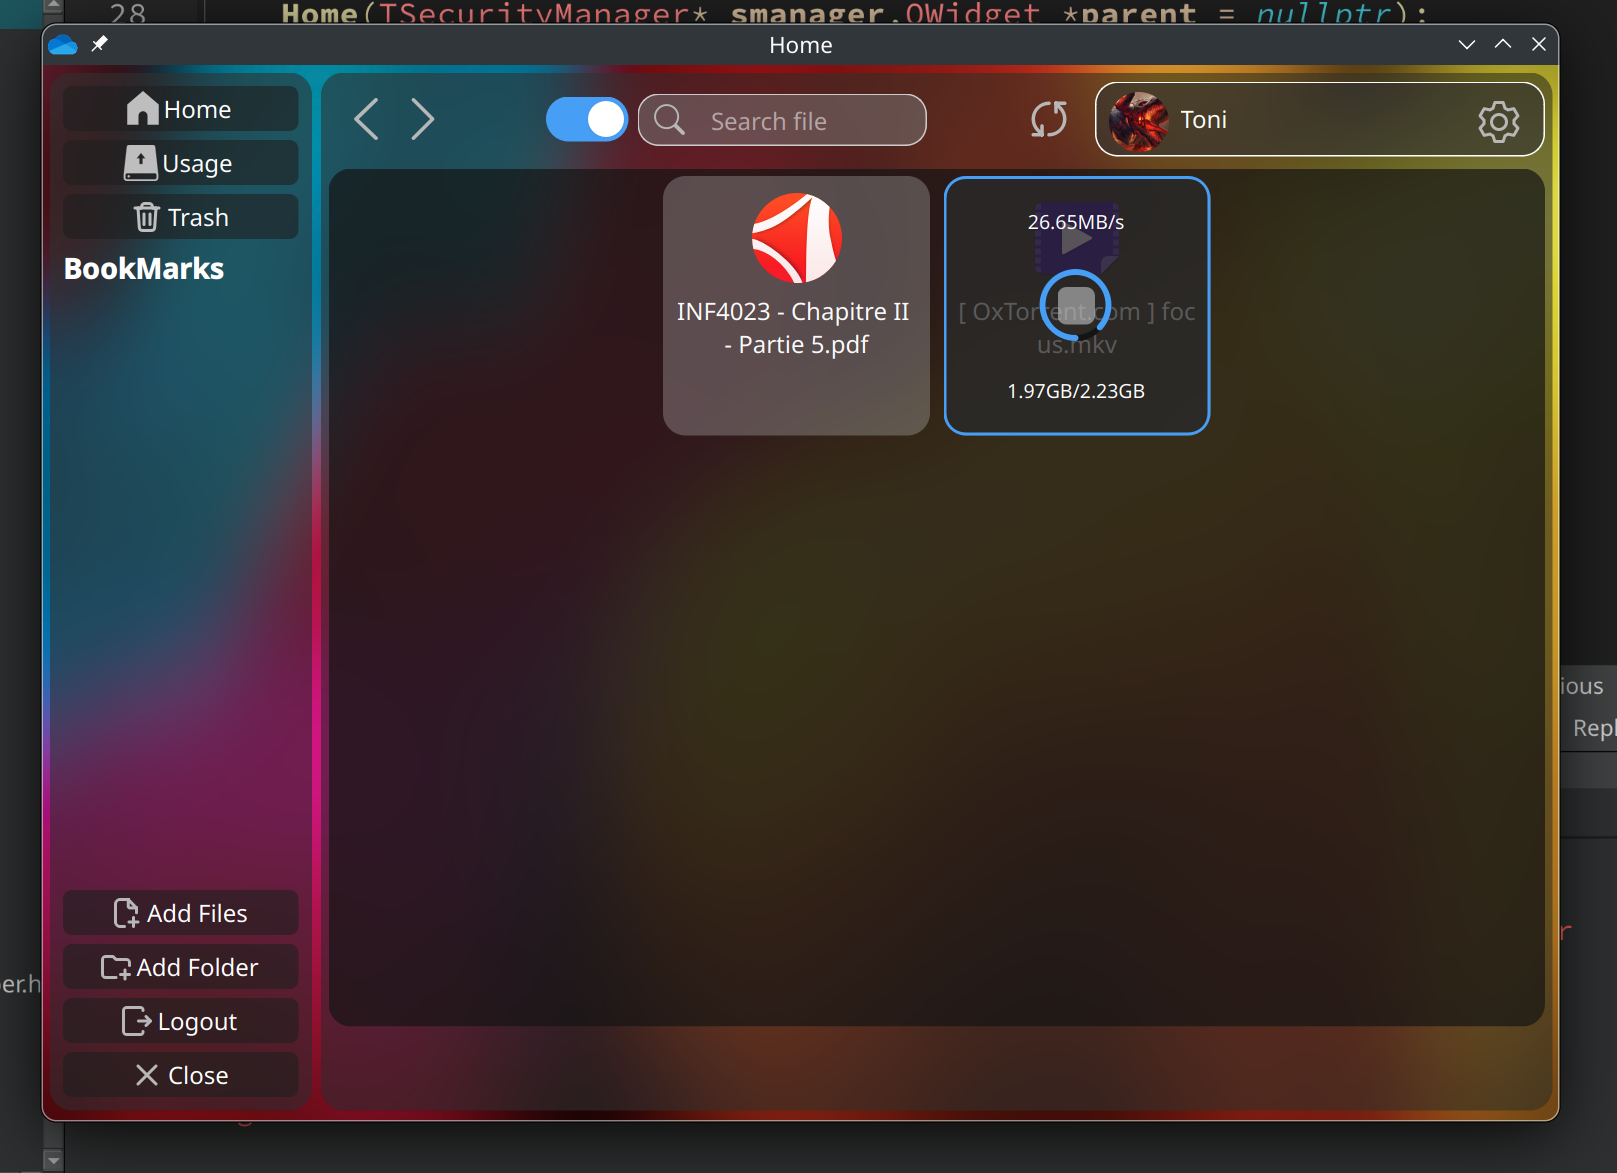 28 Home(TSecurityManager* smanager,QWidget *parent = nullptr);
Home
Home
Usage
Trash
BookMarks
Search file
Toni
INF4023 - Chapitre II
- Partie 5.pdf
26.65MB/s
[ OxTorrent.com ] foc
us.mkv
1.97GB/2.23GB
ious
Repl
er.h
r
Add Files
Add Folder
Logout
Close